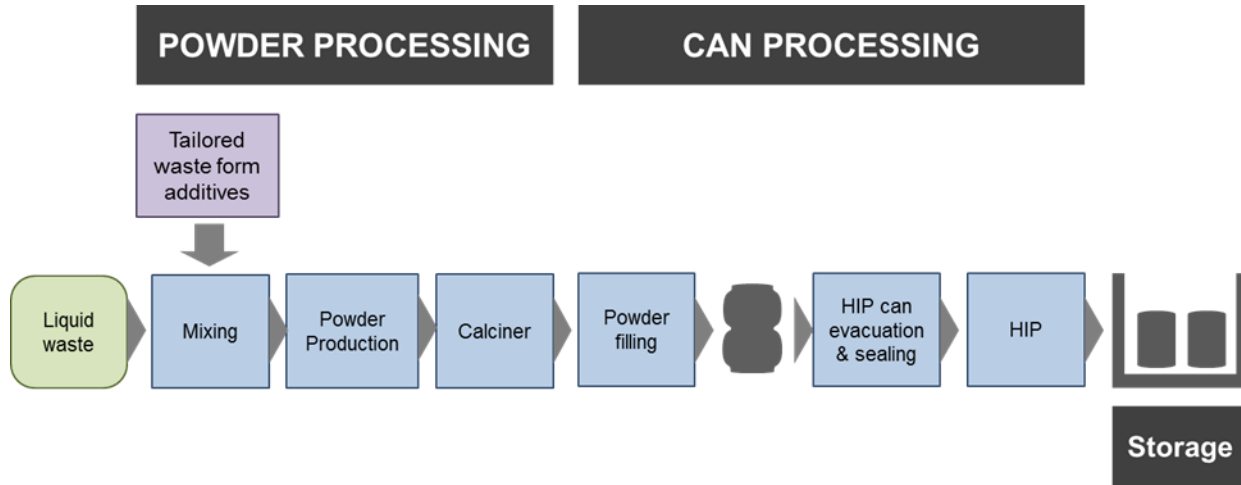 POWDER PROCESSING
CAN PROCESSING
Tailored
waste form
additives
Liquid
waste
Mixing
Powder
Production
Calciner
Powder
filling
HIP can
evacuation
& sealing
HIP
Storage